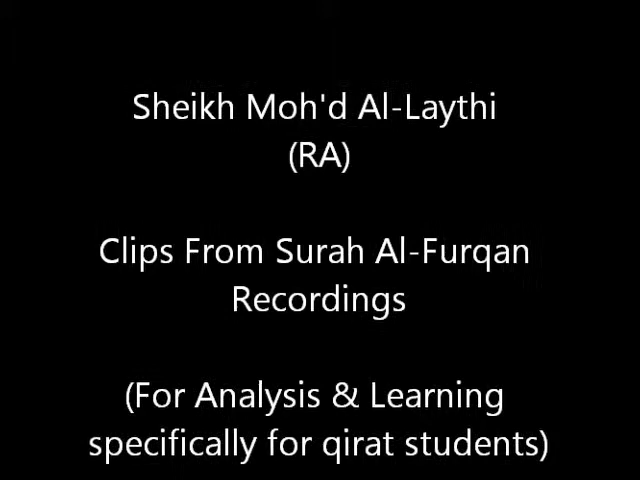 Sheikh Moh'd Al-Laythi
(RA)
Clips From Surah Al-Furqan
Recordings
(For Analysis & Learning
specifically for qirat students)